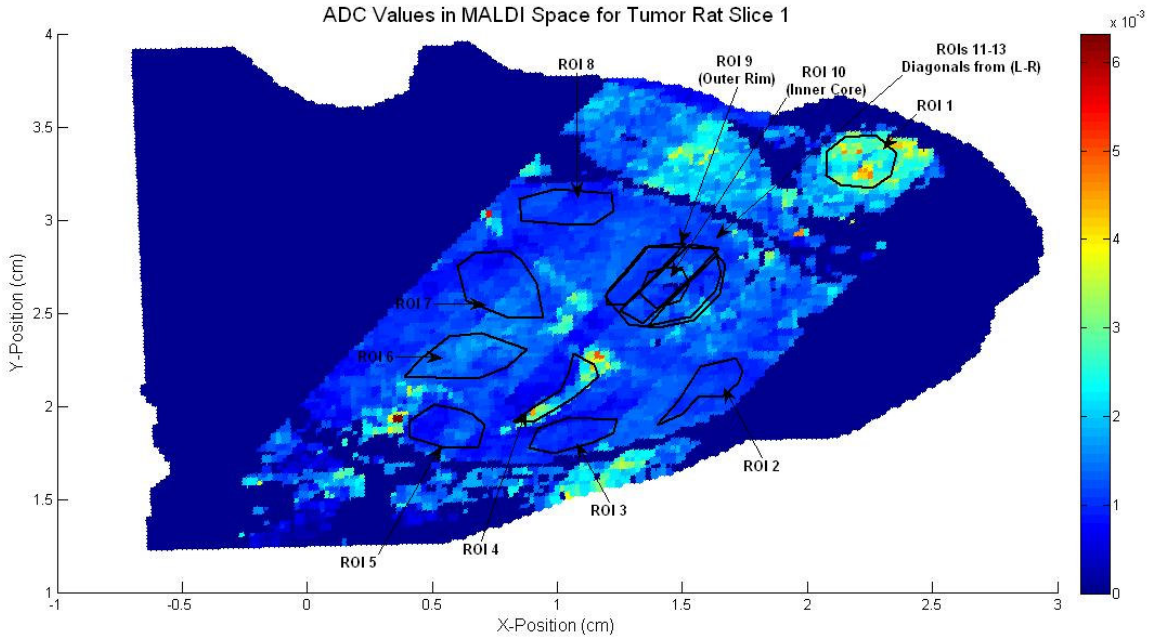 ADC Values in MALDI Space for Tumor Rat Slice 1
x 10⁻³
ROI 8
ROI 9
(Outer Rim)
ROI 10
(Inner Core)
ROIs 11-13
Diagonals from (L-R)
ROI 1
ROI 7
ROI 6
ROI 2
ROI 3
ROI 4
ROI 5
Y-Position (cm)
4
3.5
3
2.5
2
1.5
1
-1
-0.5
0
0.5
1
1.5
2
2.5
3
X-Position (cm)
6
5
4
3
2
1
0